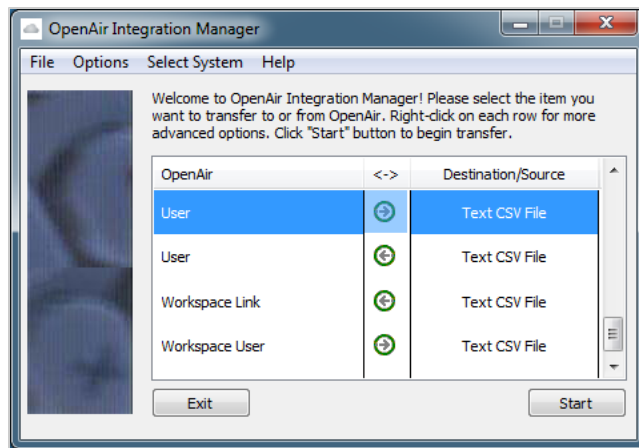 OpenAir Integration Manager
File Options Select System Help
Welcome to OpenAir Integration Manager! Please select the item you
want to transfer to or from OpenAir. Right-click on each row for more
advanced options. Click "Start" button to begin transfer.
OpenAir <-> Destination/Source
User Text CSV File
User Text CSV File
Workspace Link Text CSV File
Workspace User Text CSV File
Exit Start